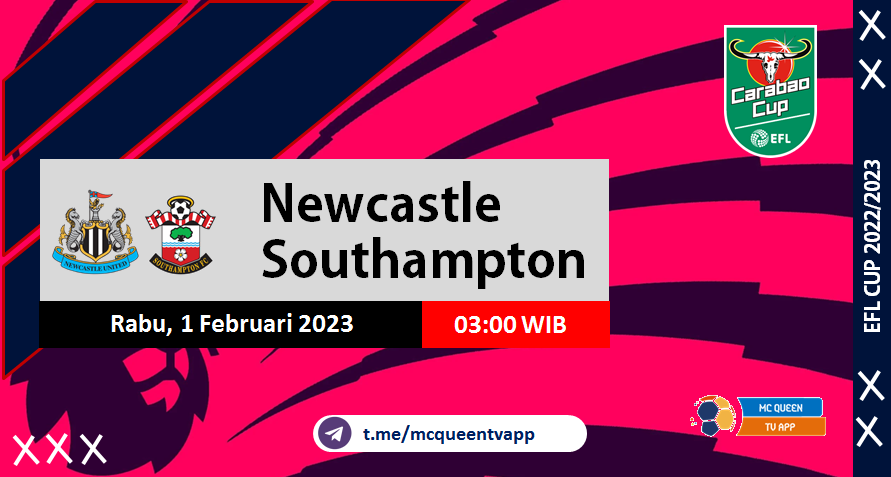 Carabao
Cup
EFL
EFL CUP 2022/2023
Newcastle
Southampton
NEWCASTLE UNITED
SOUTHAMPTON FC
Rabu, 1 Februari 2023
03:00 WIB
t.me/mcqueentvapp
MC QUEEN
TV APP
XXX